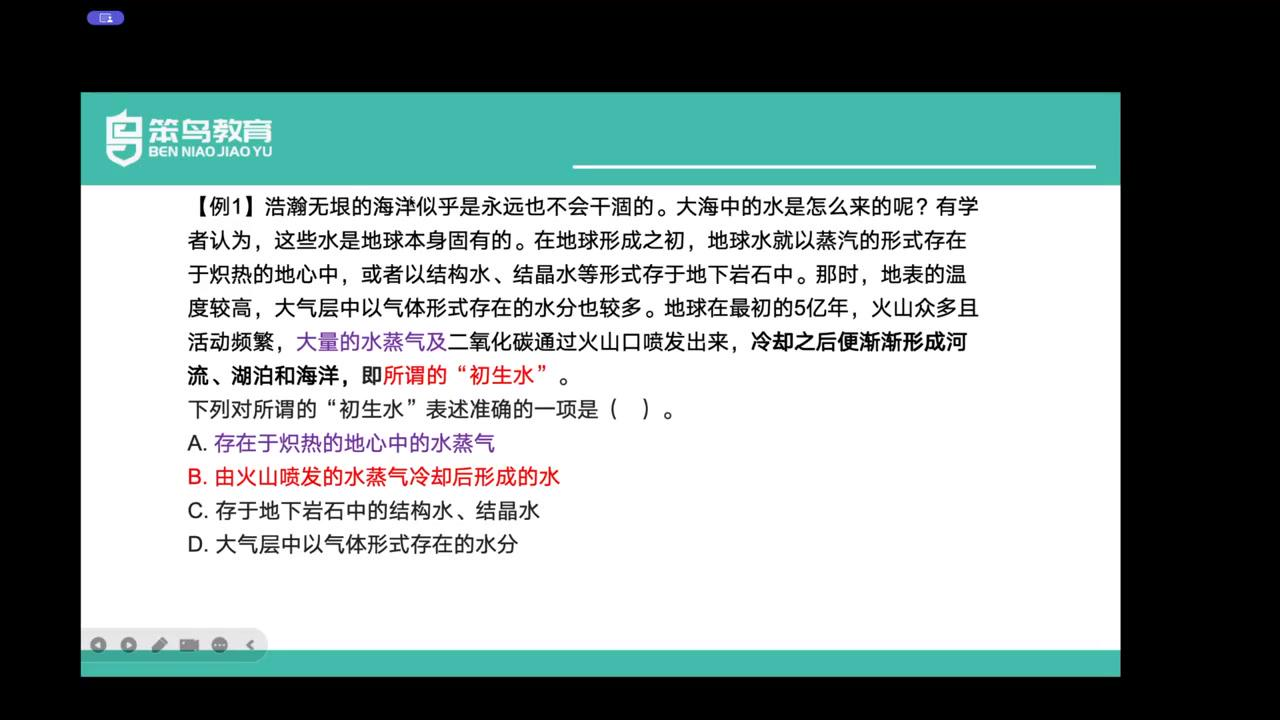 笨鸟教育
BEN NIAO JIAO YU
【例1】浩瀚无垠的海洋似乎是永远也不会干涸的。大海中的水是怎么来的呢？有学
者认为，这些水是地球本身固有的。在地球形成之初，地球水就以蒸汽的形式存在
于炽热的地心中，或者以结构水、结晶水等形式存于地下岩石中。那时，地表的温
度较高，大气层中以气体形式存在的水分也较多。地球在最初的5亿年，火山众多且
活动频繁，大量的水蒸气及二氧化碳通过火山口喷发出来，冷却之后便渐渐形成河
流、湖泊和海洋，即所谓的“初生水”。
下列对所谓的“初生水”表述准确的一项是（　）。
A. 存在于炽热的地心中的水蒸气
B. 由火山喷发的水蒸气冷却后形成的水
C. 存于地下岩石中的结构水、结晶水
D. 大气层中以气体形式存在的水分